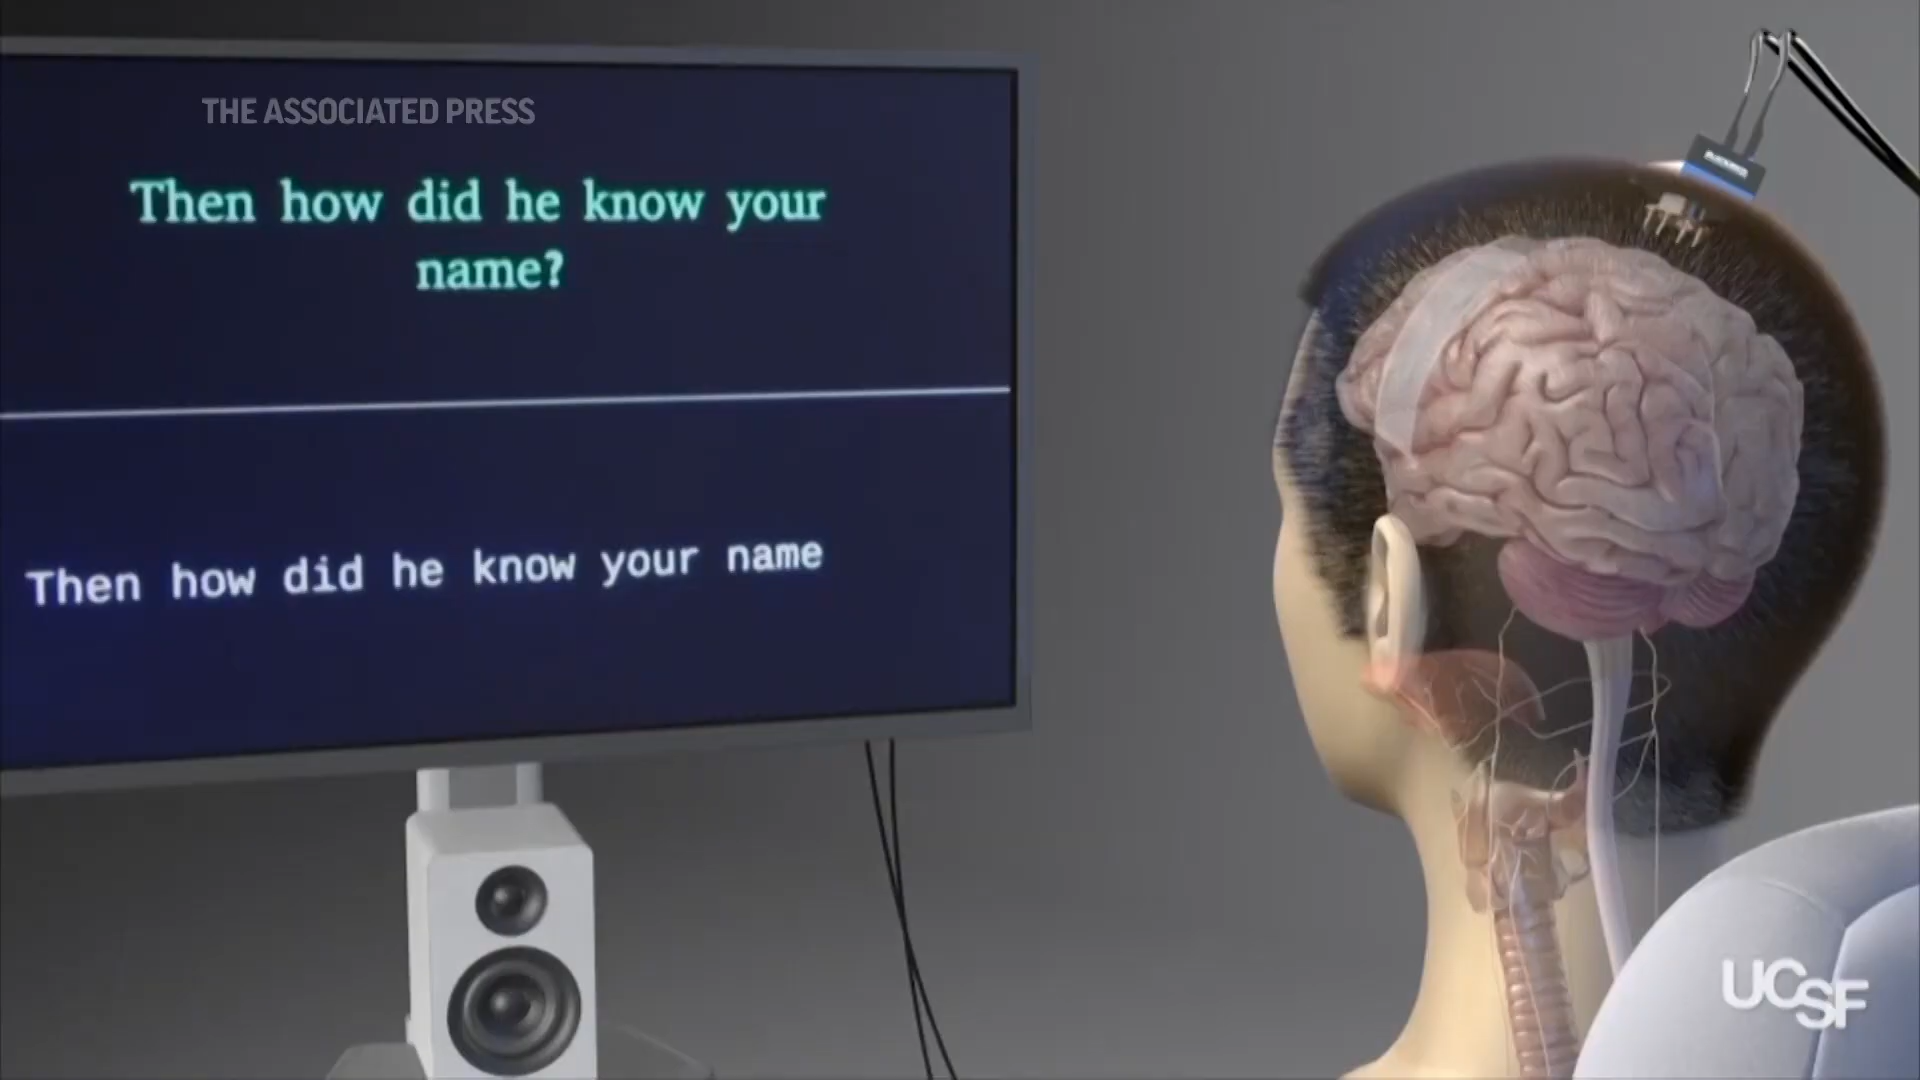 THE ASSOCIATED PRESS
Then how did he know your
name?
Then how did he know your name
UCSF